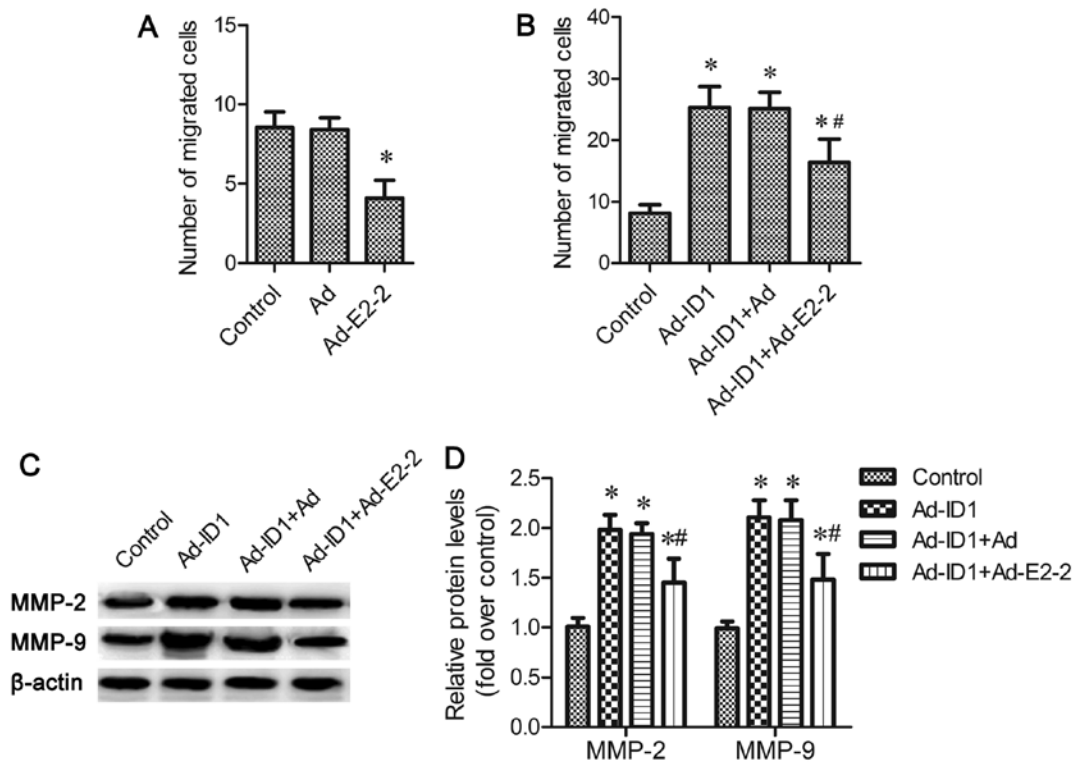 A
Number of migrated cells
15
10
5
0
Control
Ad
Ad-E2-2
*
B
Number of migrated cells
40
30
20
10
0
Control
Ad-ID1
Ad-ID1+Ad
Ad-ID1+Ad-E2-2
*
*
*#
C
Control
Ad-ID1
Ad-ID1+Ad
Ad-ID1+Ad-E2-2
MMP-2
MMP-9
β-actin
D
Relative protein levels
(fold over control)
2.5
2.0
1.5
1.0
0.5
0.0
* * *#
* * *#
MMP-2
MMP-9
Control
Ad-ID1
Ad-ID1+Ad
Ad-ID1+Ad-E2-2